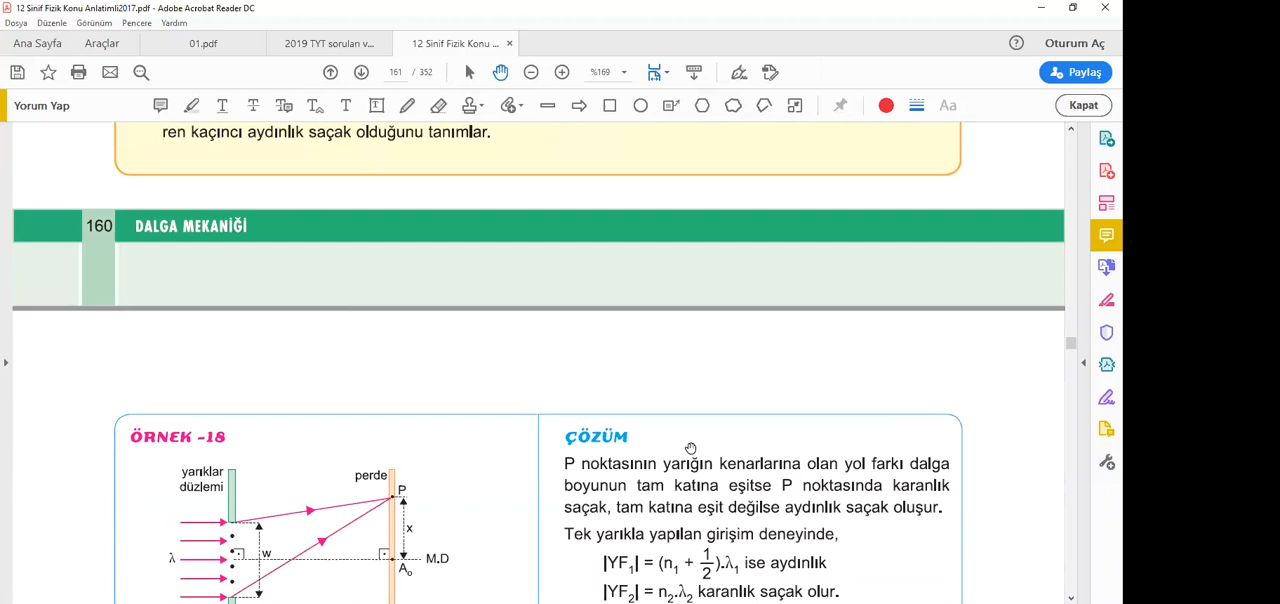 12 Sinif Fizik Konu Anlatimli2017.pdf - Adobe Acrobat Reader DC
Dosya Düzenle Görünüm Pencere Yardım
Ana Sayfa Araçlar 01.pdf 2019 TYT soruları v... 12 Sinif Fizik Konu ... × Oturum Aç
161 / 352 %169 Paylaş
Yorum Yap Aa Kapat
ren kaçıncı aydınlık saçak olduğunu tanımlar.
160 DALGA MEKANİĞİ
ÖRNEK -18
yarıklar
düzlemi
perde
P
x
λ
w
M.D
A₀
ÇÖZÜM
P noktasının yarığın kenarlarına olan yol farkı dalga
boyunun tam katına eşitse P noktasında karanlık
saçak, tam katına eşit değilse aydınlık saçak oluşur.
Tek yarıkla yapılan girişim deneyinde,
|YF₁| = (n₁ + 1/2).λ₁ ise aydınlık
|YF₂| = n₂.λ₂ karanlık saçak olur.